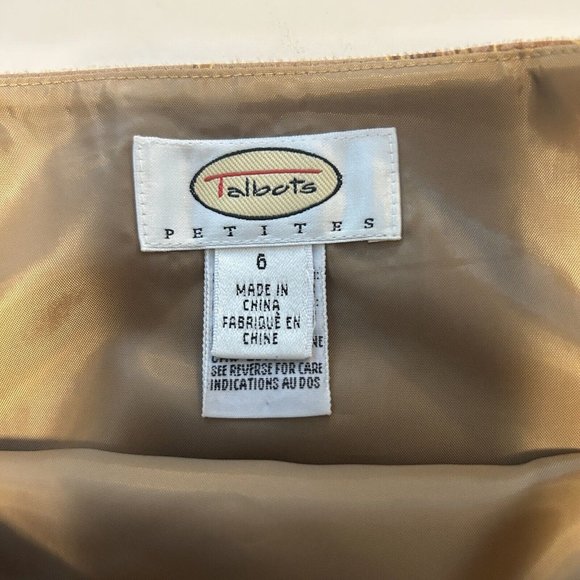 Talbots
PETITES
6
MADE IN
CHINA
FABRIQUÉ EN
CHINE
SEE REVERSE FOR CARE
INDICATIONS AU DOS